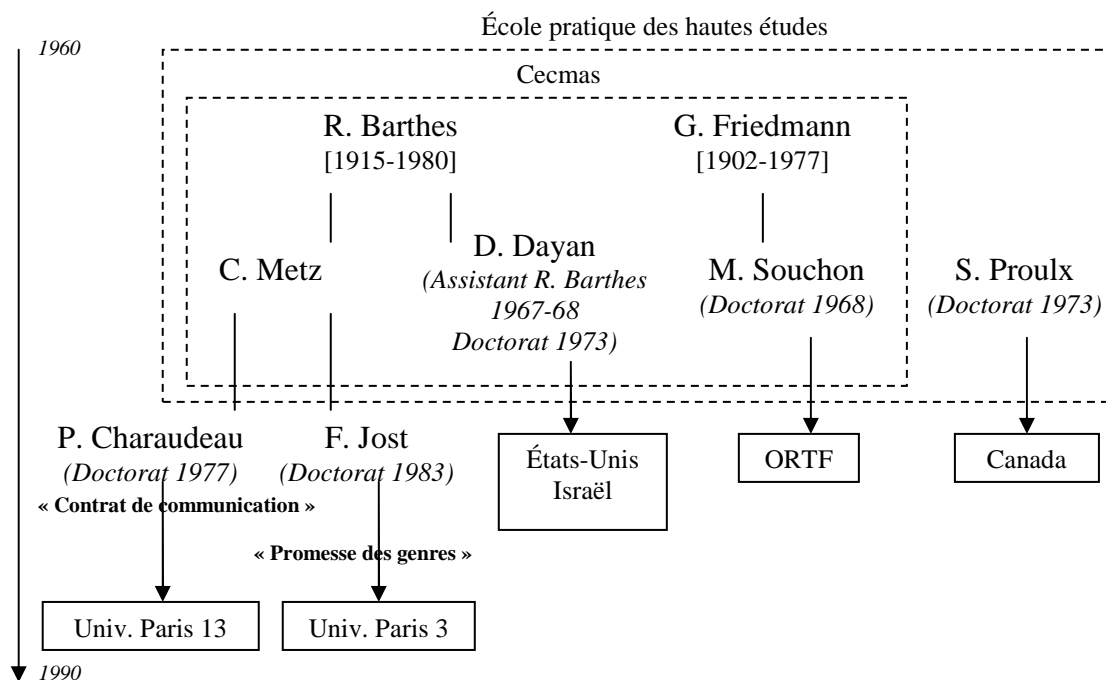 École pratique des hautes études
1960
Cecmas
R. Barthes
[1915-1980]
G. Friedmann
[1902-1977]
C. Metz
D. Dayan
(Assistant R. Barthes
1967-68
Doctorat 1973)
M. Souchon
(Doctorat 1968)
S. Proulx
(Doctorat 1973)
P. Charaudeau
(Doctorat 1977)
« Contrat de communication »
F. Jost
(Doctorat 1983)
« Promesse des genres »
États-Unis
Israël
ORTF
Canada
Univ. Paris 13
Univ. Paris 3
1990